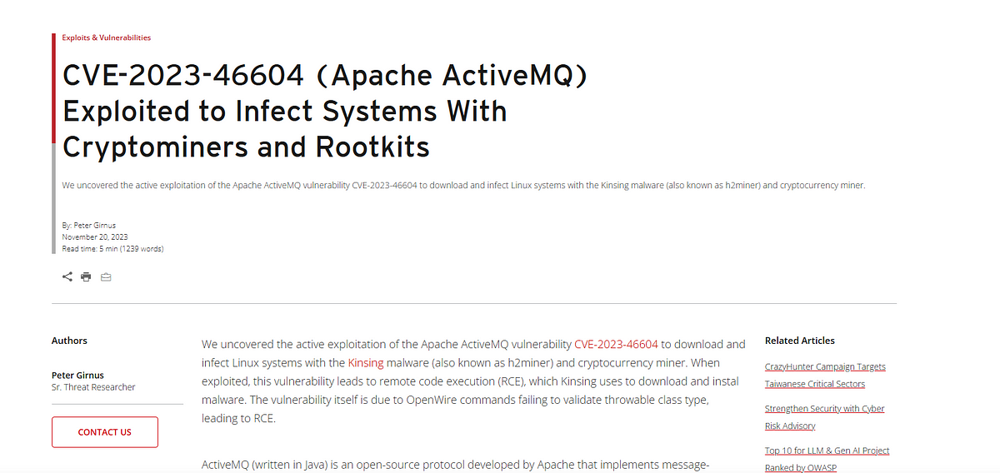 Exploits & Vulnerabilities
CVE-2023-46604 (Apache ActiveMQ)
Exploited to Infect Systems With
Cryptominers and Rootkits
We uncovered the active exploitation of the Apache ActiveMQ vulnerability CVE-2023-46604 to download and infect Linux systems with the Kinsing malware (also known as h2miner) and cryptocurrency miner.
By: Peter Girnus
November 20, 2023
Read time: 5 min (1239 words)
Authors
Peter Girnus
Sr. Threat Researcher
CONTACT US
We uncovered the active exploitation of the Apache ActiveMQ vulnerability CVE-2023-46604 to download and
infect Linux systems with the Kinsing malware (also known as h2miner) and cryptocurrency miner. When
exploited, this vulnerability leads to remote code execution (RCE), which Kinsing uses to download and instal
malware. The vulnerability itself is due to OpenWire commands failing to validate throwable class type,
leading to RCE.
ActiveMQ (written in Java) is an open-source protocol developed by Apache that implements message-
Related Articles
CrazyHunter Campaign Targets
Taiwanese Critical Sectors
Strengthen Security with Cyber
Risk Advisory
Top 10 for LLM & Gen AI Project
Ranked by OWASP